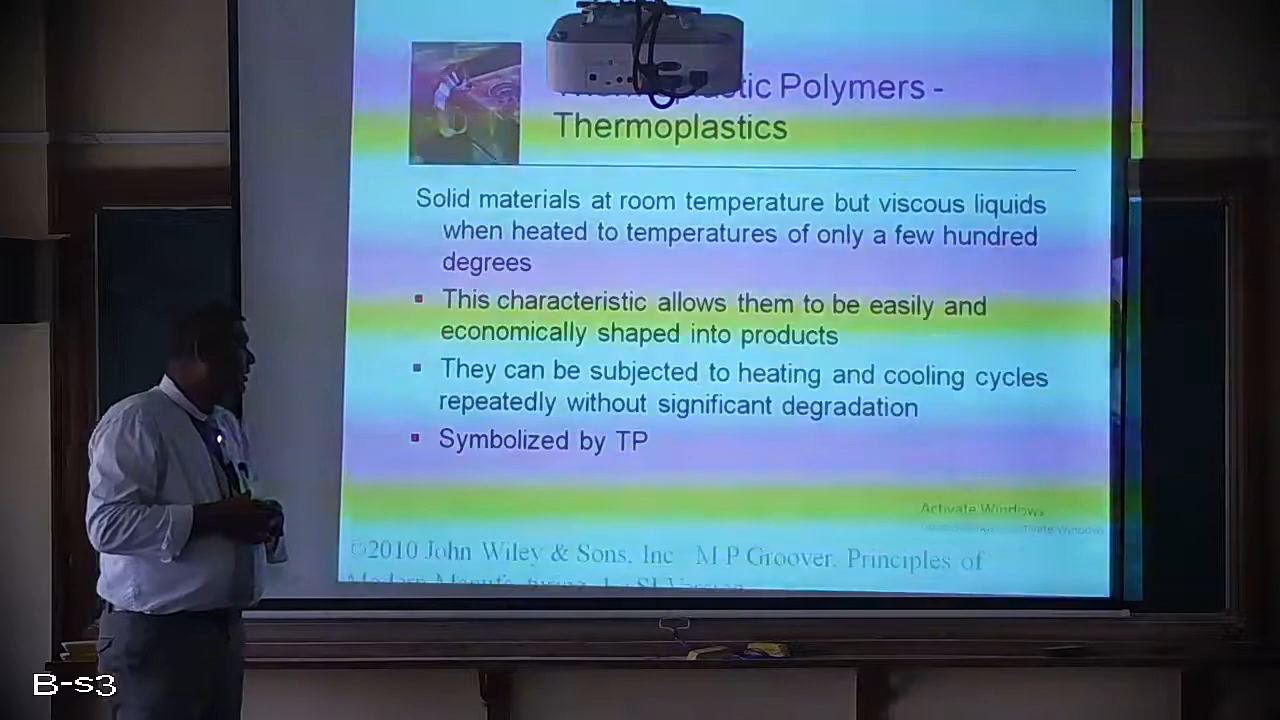 Polymers -
Thermoplastics
Solid materials at room temperature but viscous liquids
when heated to temperatures of only a few hundred
degrees
▪ This characteristic allows them to be easily and
economically shaped into products
▪ They can be subjected to heating and cooling cycles
repeatedly without significant degradation
▪ Symbolized by TP
Activate Windows
©2010 John Wiley & Sons, Inc M P Groover, Principles of
B-s3